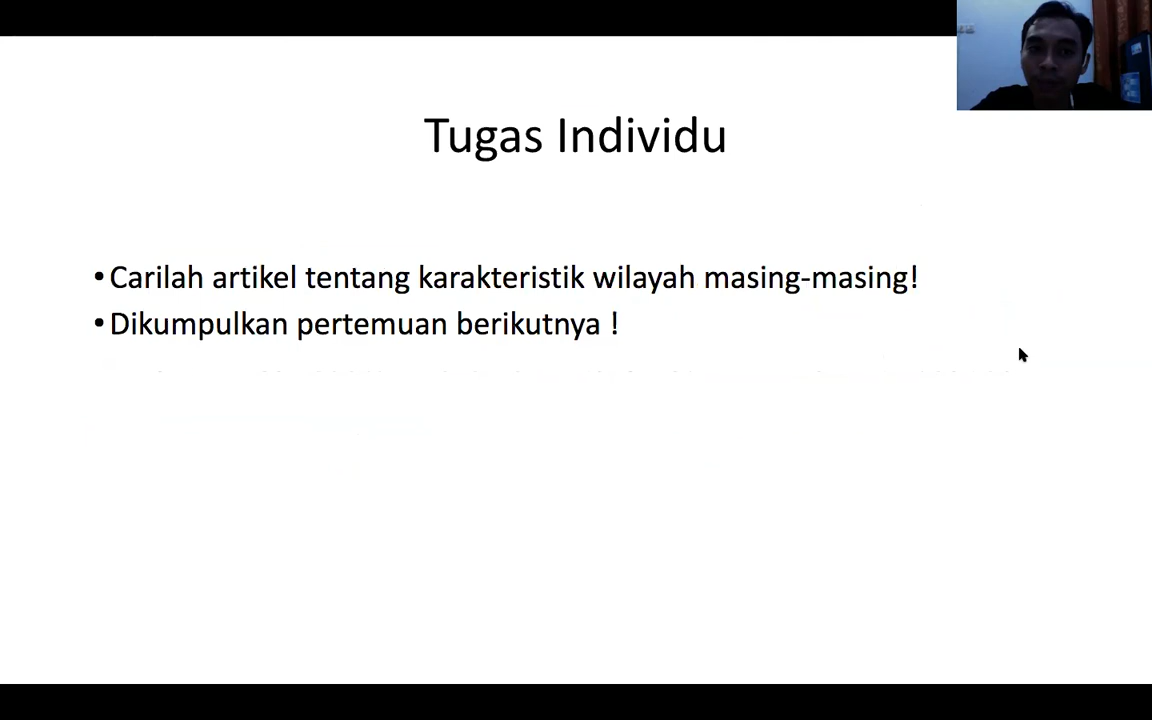 Tugas Individu
•Carilah artikel tentang karakteristik wilayah masing-masing!
•Dikumpulkan pertemuan berikutnya !